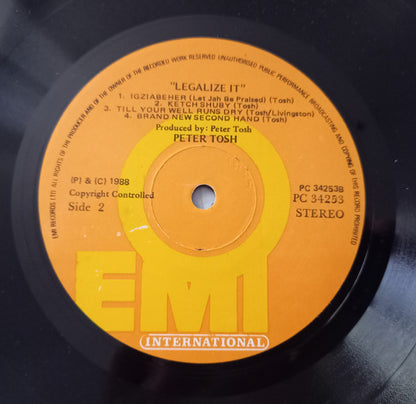 ALL RIGHTS OF THE PRODUCER AND OF THE OWNER OF THE RECORDED WORK RESERVED UNAUTHORISED PUBLIC PERFORMANCE BROADCASTING AND COPYING OF THIS RECORD PROHIBITED
EMI RECORDS LTD
"LEGALIZE IT"
1. IGZIABEHER (Let Jah Be Praised) (Tosh)
2. KETCH SHUBY (Tosh)
3. TILL YOUR WELL RUNS DRY (Tosh/Livingston)
4. BRAND NEW SECOND HAND (Tosh)
Produced by: Peter Tosh
PETER TOSH
(P) & (C) 1988
Copyright Controlled
Side 2
PC 34253B
PC 34253
STEREO
EMI
INTERNATIONAL